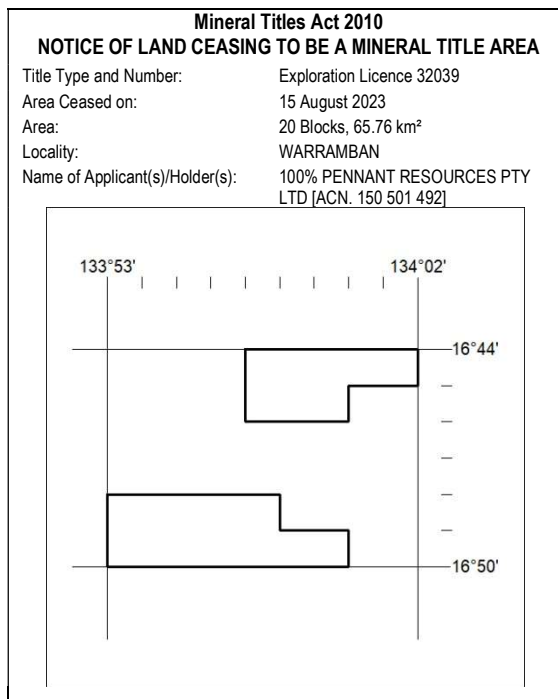 Mineral Titles Act 2010
NOTICE OF LAND CEASING TO BE A MINERAL TITLE AREA
Title Type and Number: Exploration Licence 32039
Area Ceased on: 15 August 2023
Area: 20 Blocks, 65.76 km²
Locality: WARRAMBAN
Name of Applicant(s)/Holder(s): 100% PENNANT RESOURCES PTY
LTD [ACN. 150 501 492]
133°53' 134°02'
16°44'
16°50'